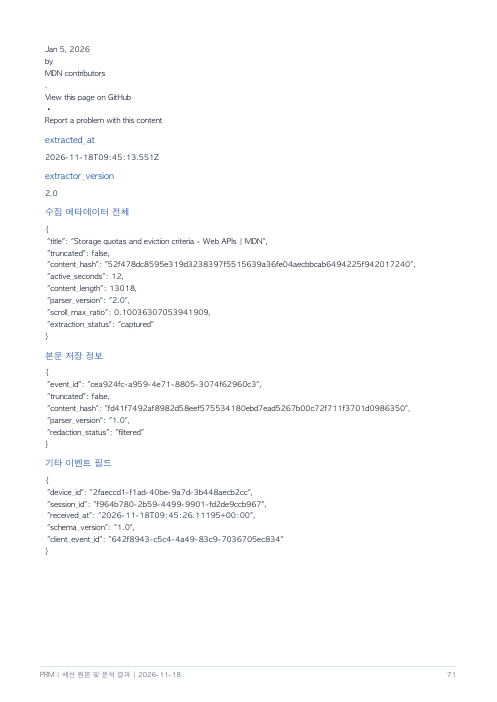 Jan 5, 2026
by
MDN contributors
.
View this page on GitHub
•
Report a problem with this content
extracted_at
2026-11-18T09:45:13.551Z
extractor_version
2.0
수집 메타데이터 전체
{
"title": "Storage quotas and eviction criteria - Web APIs | MDN",
"truncated": false,
"content_hash": "52f478dc8595e319d3238397f5515639a36fe04aecbbcab6494225f942017240",
"active_seconds": 12,
"content_length": 13018,
"parser_version": "2.0",
"scroll_max_ratio": 0.10036307053941909,
"extraction_status": "captured"
}
본문 저장 정보
{
"event_id": "cea924fc-a959-4e71-8805-3074f62960c3",
"truncated": false,
"content_hash": "fd41f7492af8982d58eef575534180ebd7ead5267b00c72f711f3701d0986350",
"parser_version": "1.0",
"redaction_status": "filtered"
}
기타 이벤트 필드
{
"device_id": "2faeccd1-f1ad-40be-9a7d-3b448aecb2cc",
"session_id": "f964b780-2b59-4499-9901-fd2de9ccb967",
"received_at": "2026-11-18T09:45:26.11195+00:00",
"schema_version": "1.0",
"client_event_id": "642f8943-c5c4-4a49-83c9-7036705ec834"
}
PRM | 세션 원본 및 분석 결과 | 2026-11-18
71